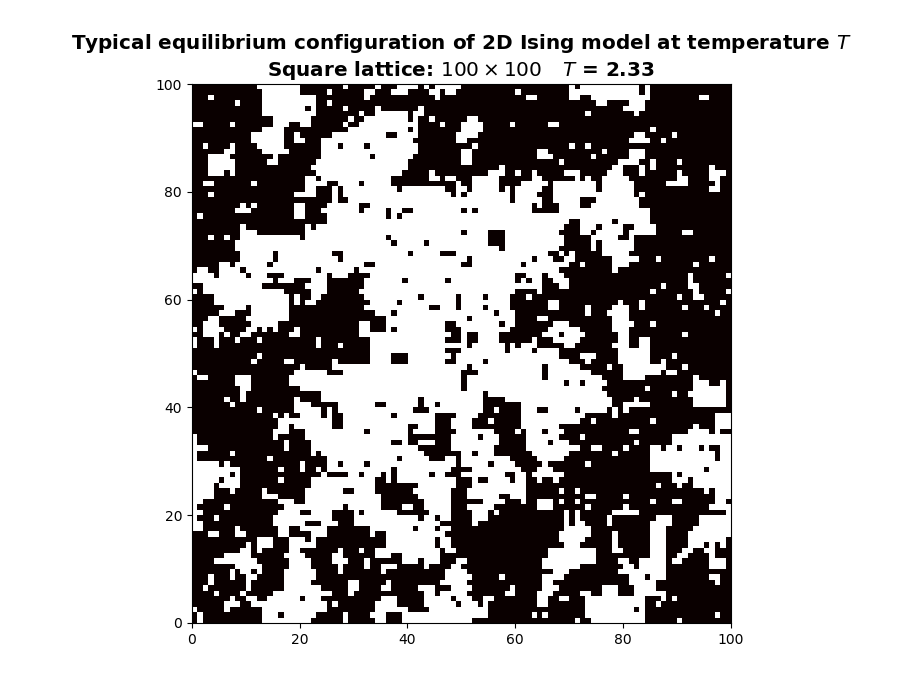 Typical equilibrium configuration of 2D Ising model at temperature T
Square lattice: 100 × 100 T = 2.33
100
80
60
40
20
0
0 20 40 60 80 100